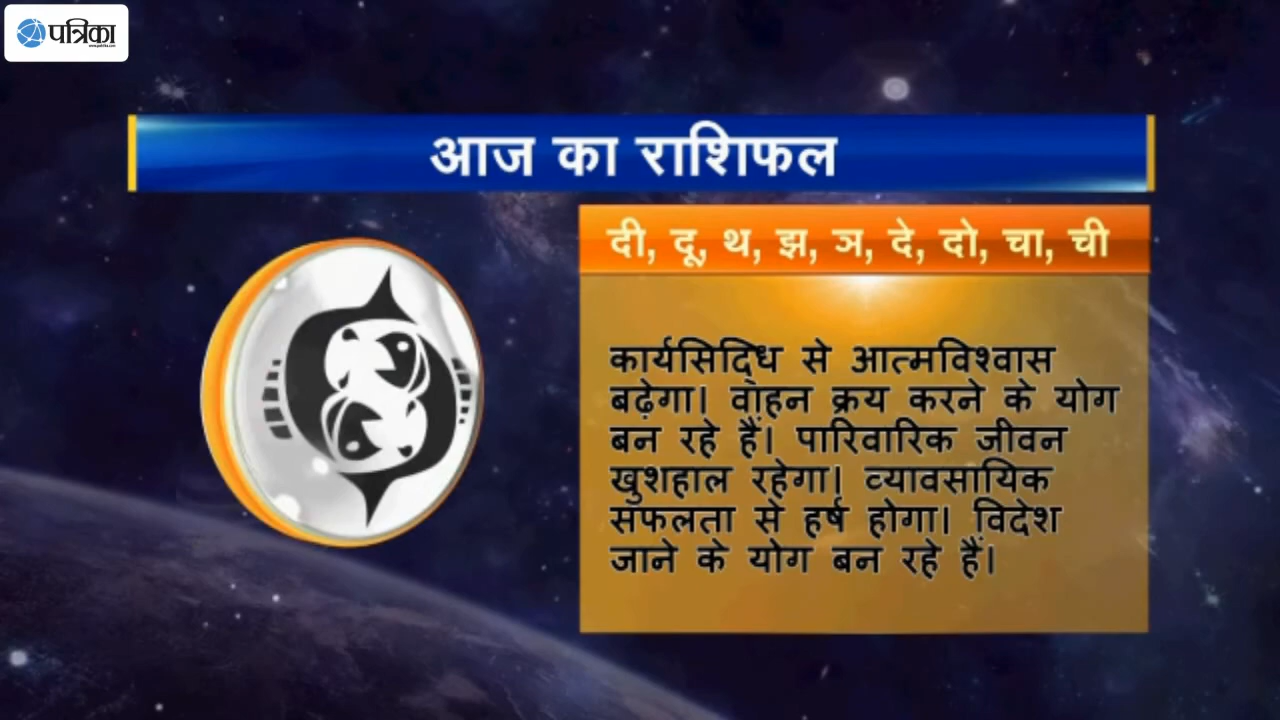 पत्रिका
आज का राशिफल
दी, दू, थ, झ, ञ, दे, दो, चा, ची
कार्यसिद्धि से आत्मविश्वास
बढ़ेगा। वाहन क्रय करने के योग
बन रहे हैं। पारिवारिक जीवन
खुशहाल रहेगा। व्यावसायिक
सफलता से हर्ष होगा। विदेश
जाने के योग बन रहे हैं।